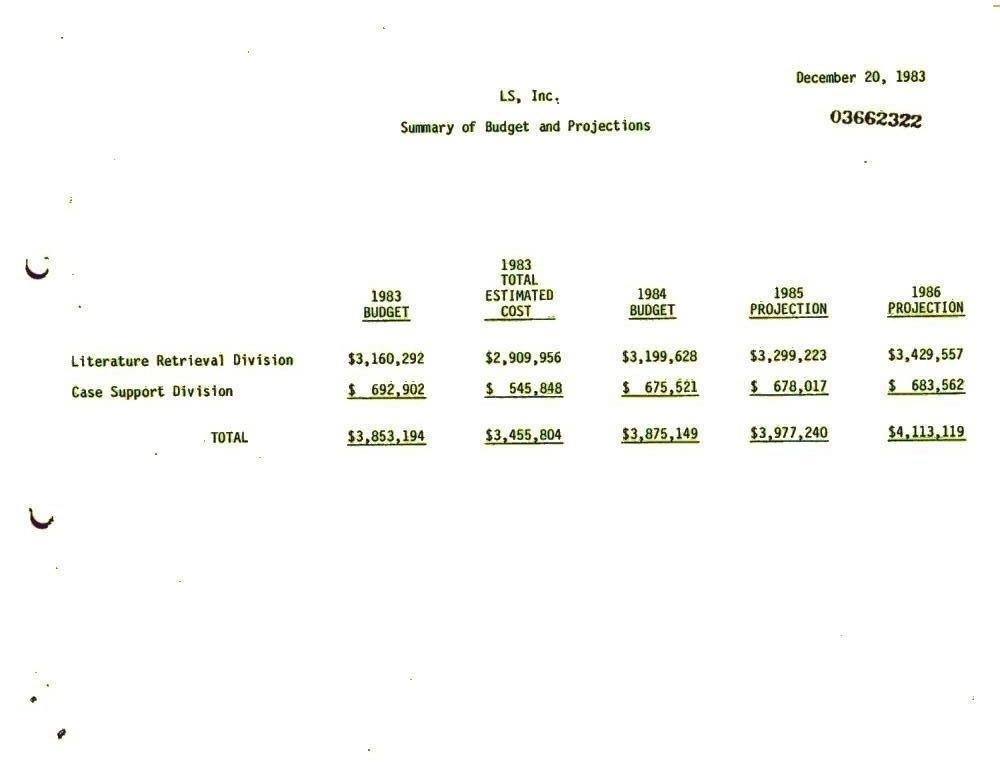 December 20, 1983
LS, Inc.
03662322
Summary of Budget and Projections
1983 BUDGET 1983 TOTAL ESTIMATED COST 1984 BUDGET 1985 PROJECTION 1986 PROJECTION
Literature Retrieval Division $3,160,292 $2,909,956 $3,199,628 $3,299,223 $3,429,557
Case Support Division $ 692,902 $ 545,848 $ 675,521 $ 678,017 $ 683,562
TOTAL $3,853,194 $3,455,804 $3,875,149 $3,977,240 $4,113,119